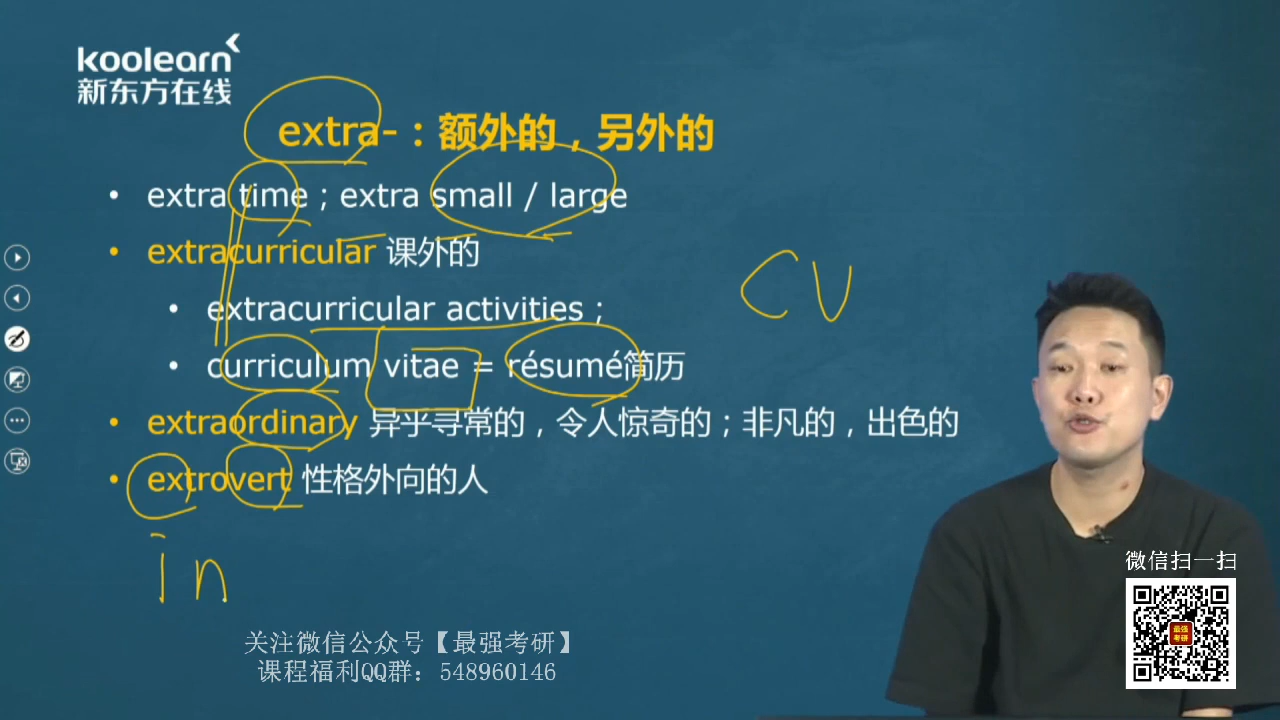 koolearn
新东方在线
extra-：额外的，另外的
• extra time；extra small / large
• extracurricular 课外的
• extracurricular activities；
• curriculum vitae = résumé简历
CV
• extraordinary 异乎寻常的，令人惊奇的；非凡的，出色的
• extrovert 性格外向的人
in
微信扫一扫
最强
考研
关注微信公众号【最强考研】
课程福利QQ群：548960146